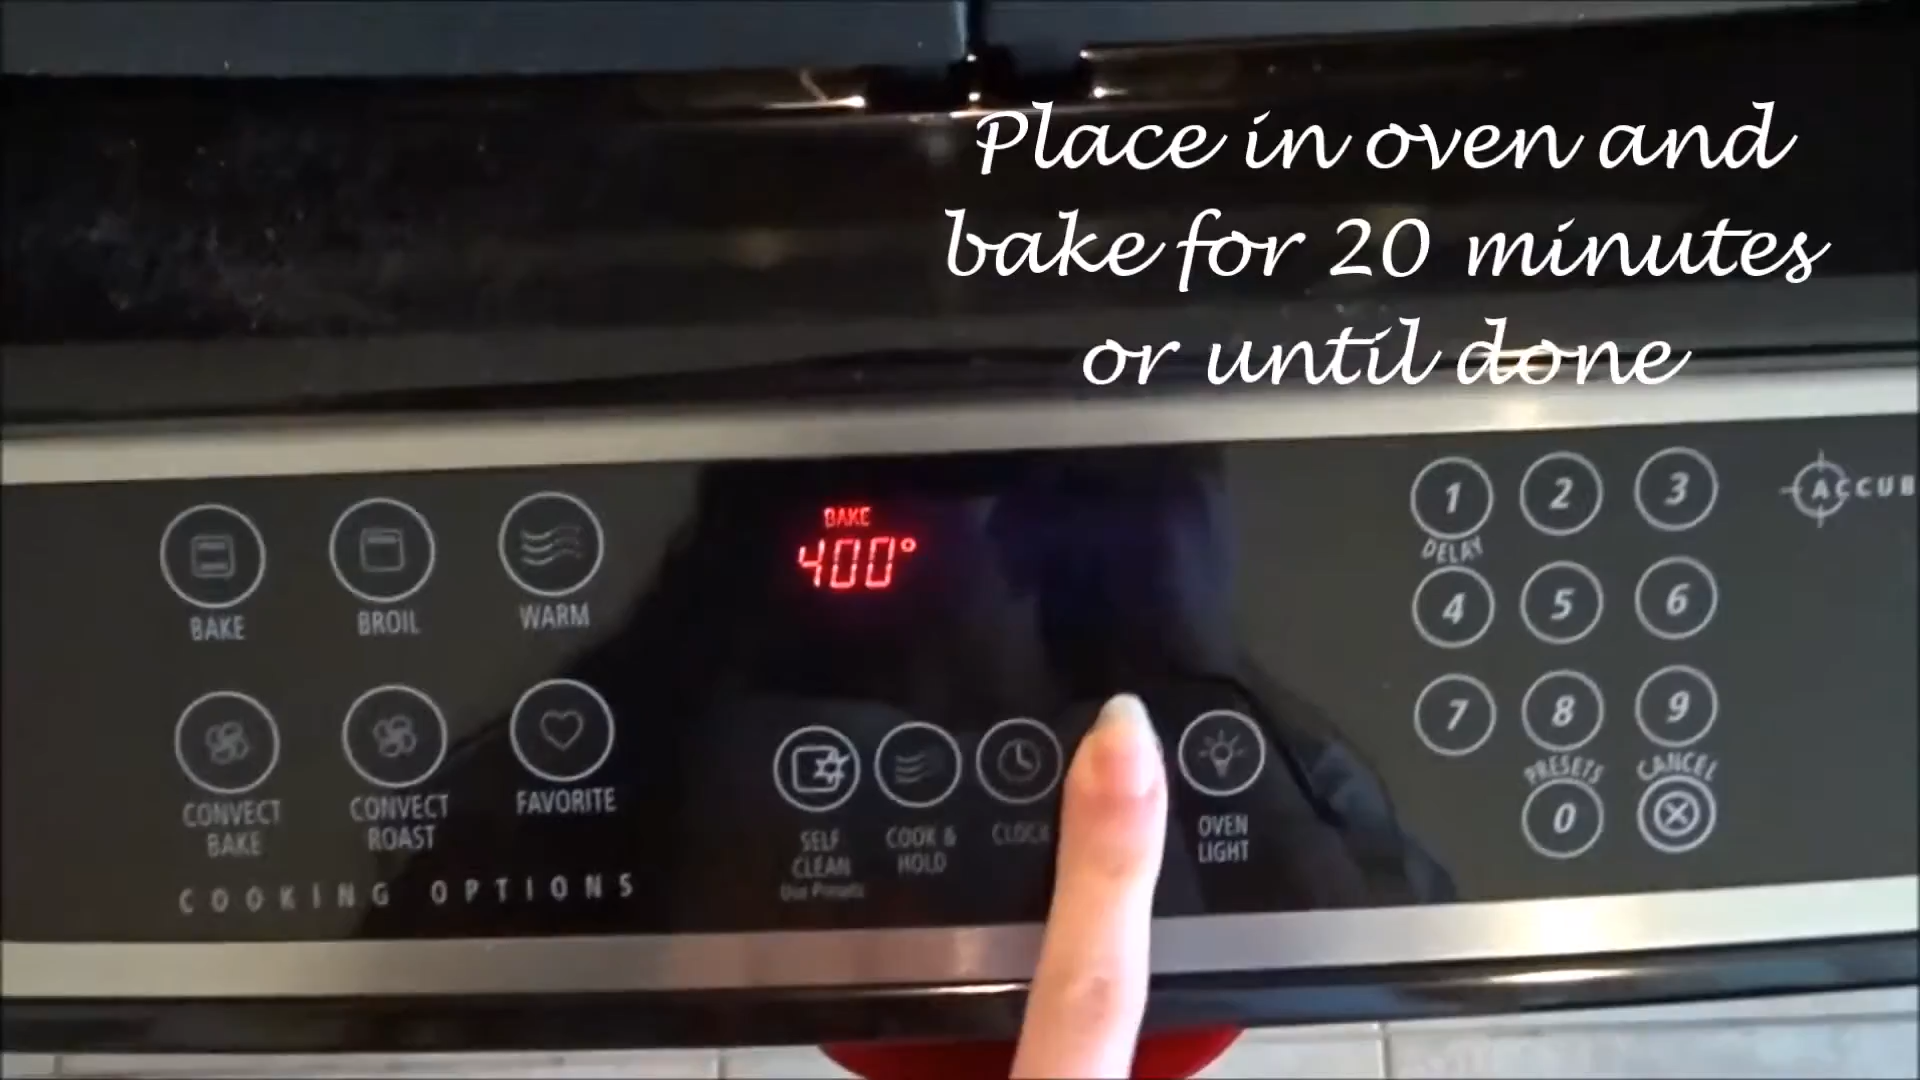 Place in oven and
bake for 20 minutes
or until done
BAKE
400°
1 2 3
DELAY
4 5 6
7 8 9
PRESETS CANCEL
0
BAKE BROIL WARM
CONVECT
BAKE
CONVECT
ROAST
FAVORITE
COOKING OPTIONS
SELF
CLEAN
Use Presets
COOK &
HOLD
CLOCK
OVEN
LIGHT